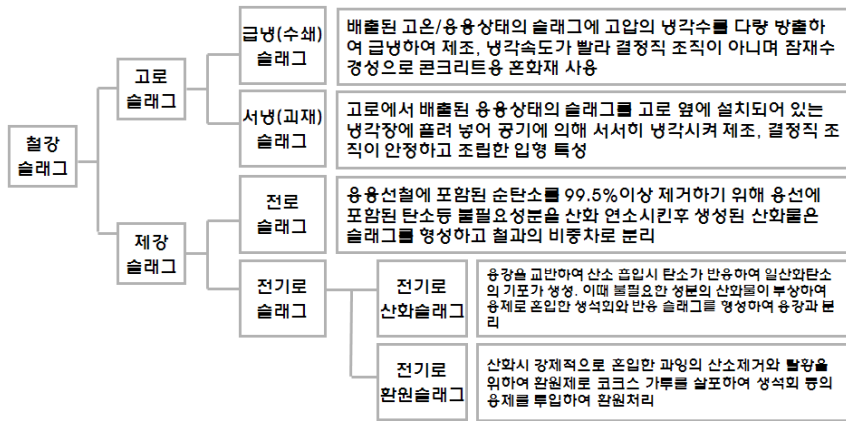 철강
슬래그
고로
슬래그
급냉(수쇄)
슬래그
배출된 고온/용융상태의 슬래그에 고압의 냉각수를 다량 방출하
여 급냉하여 제조, 냉각속도가 빨라 결정직 조직이 아니며 잠재수
경성으로 콘크리트용 혼화재 사용
서냉(괴재)
슬래그
고로에서 배출된 용융상태의 슬래그를 고로 옆에 설치되어 있는
냉각장에 흘려 넣어 공기에 의해 서서히 냉각시켜 제조, 결정직 조
직이 안정하고 조립한 입형 특성
제강
슬래그
전로
슬래그
용융선철에 포함된 순탄소를 99.5%이상 제거하기 위해 용선에
포함된 탄소등 불필요성분을 산화 연소시킨후 생성된 산화물은
슬래그를 형성하고 철과의 비중차로 분리
전기로
슬래그
전기로
산화슬래그
용강을 교반하여 산소 흡입시 탄소가 반응하여 일산화탄소
의 기포가 생성. 이때 불필요한 성분의 산화물이 부상하여
용제로 혼입한 생석회와 반응 슬래그를 형성하여 용강과 분
리
전기로
환원슬래그
산화시 강제적으로 혼입한 과잉의 산소제거와 탈황을
위하여 환원제로 코크스 가루를 살포하여 생석회 등의
용제를 투입하여 환원처리